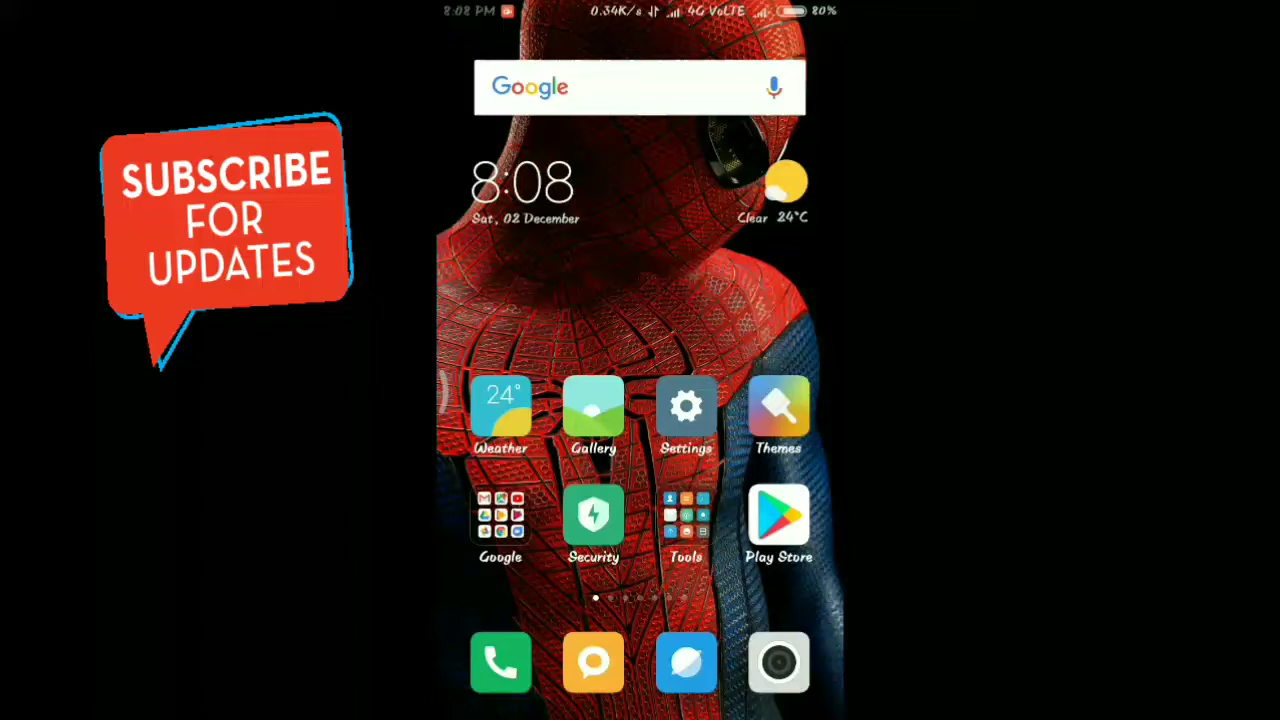 8:08 PM 0.34K/s 4G VoLTE 80%
Google
SUBSCRIBE
FOR
UPDATES
8:08
Sat, 02 December
Clear 24°C
24°
Weather Gallery Settings Themes
Google Security Tools Play Store